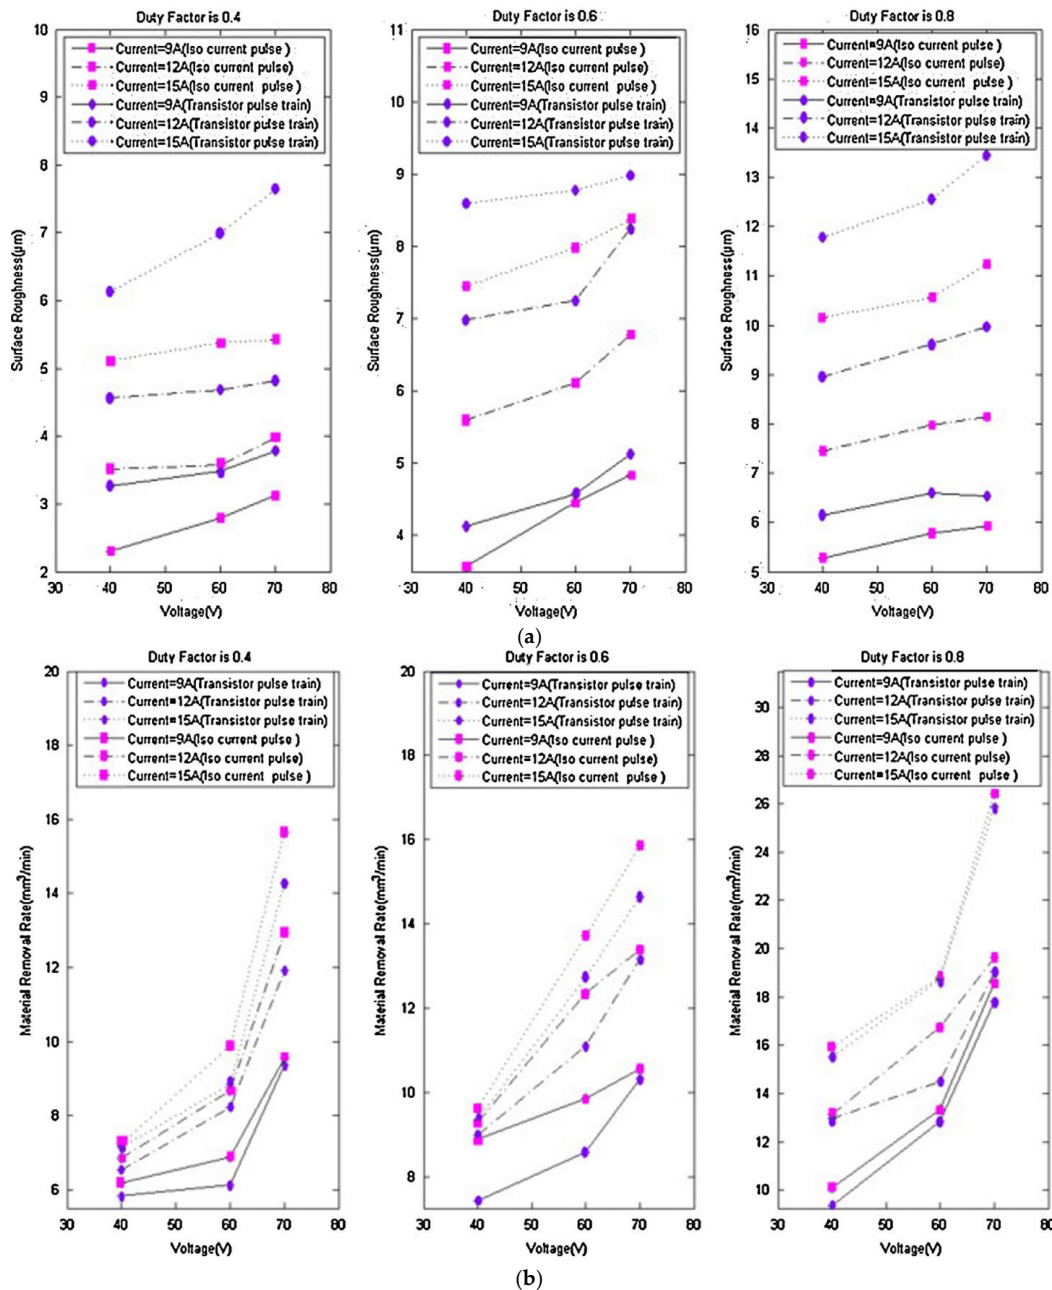 Duty Factor is 0.4
10
9
8
7
6
5
4
3
2
30 40 50 60 70 80
Surface Roughness(µm)
Voltage(V)
Current=9A(Iso current pulse )
Current=12A(Iso current pulse)
Current=15A(Iso current pulse )
Current=9A(Transistor pulse train)
Current=12A(Transistor pulse train)
Current=15A(Transistor pulse train)
Duty Factor is 0.6
11
10
9
8
7
6
5
4
30 40 50 60 70 80
Surface Roughness(µm)
Voltage(V)
Current=9A(Iso current pulse )
Current=12A(Iso current pulse)
Current=15A(Iso current pulse )
Current=9A(Transistor pulse train)
Current=12A(Transistor pulse train)
Current=15A(Transistor pulse train)
Duty Factor is 0.8
16
15
14
13
12
11
10
9
8
7
6
5
30 40 50 60 70 80
Surface Roughness(µm)
Voltage(V)
Current=9A(Iso current pulse )
Current=12A(Iso current pulse)
Current=15A(Iso current pulse )
Current=9A(Transistor pulse train)
Current=12A(Transistor pulse train)
Current=15A(Transistor pulse train)
(a)
Duty Factor is 0.4
20
18
16
14
12
10
8
6
30 40 50 60 70 80
Material Removal Rate(mm³/min)
Voltage(V)
Current=9A(Transistor pulse train)
Current=12A(Transistor pulse train)
Current=15A(Transistor pulse train)
Current=9A(Iso current pulse )
Current=12A(Iso current pulse)
Current=15A(Iso current pulse )
Duty Factor is 0.6
20
18
16
14
12
10
8
30 40 50 60 70 80
Material Removal Rate(mm³/min)
Voltage(V)
Current=9A(Transistor pulse train)
Current=12A(Transistor pulse train)
Current=15A(Transistor pulse train)
Current=9A(Iso current pulse )
Current=12A(Iso current pulse)
Current=15A(Iso current pulse )
Duty Factor is 0.8
30
28
26
24
22
20
18
16
14
12
10
30 40 50 60 70 80
Material Removal Rate(mm³/min)
Voltage(V)
Current=9A(Transistor pulse train)
Current=12A(Transistor pulse train)
Current=15A(Transistor pulse train)
Current=9A(Iso current pulse )
Current=12A(Iso current pulse)
Current=15A(Iso current pulse )
(b)